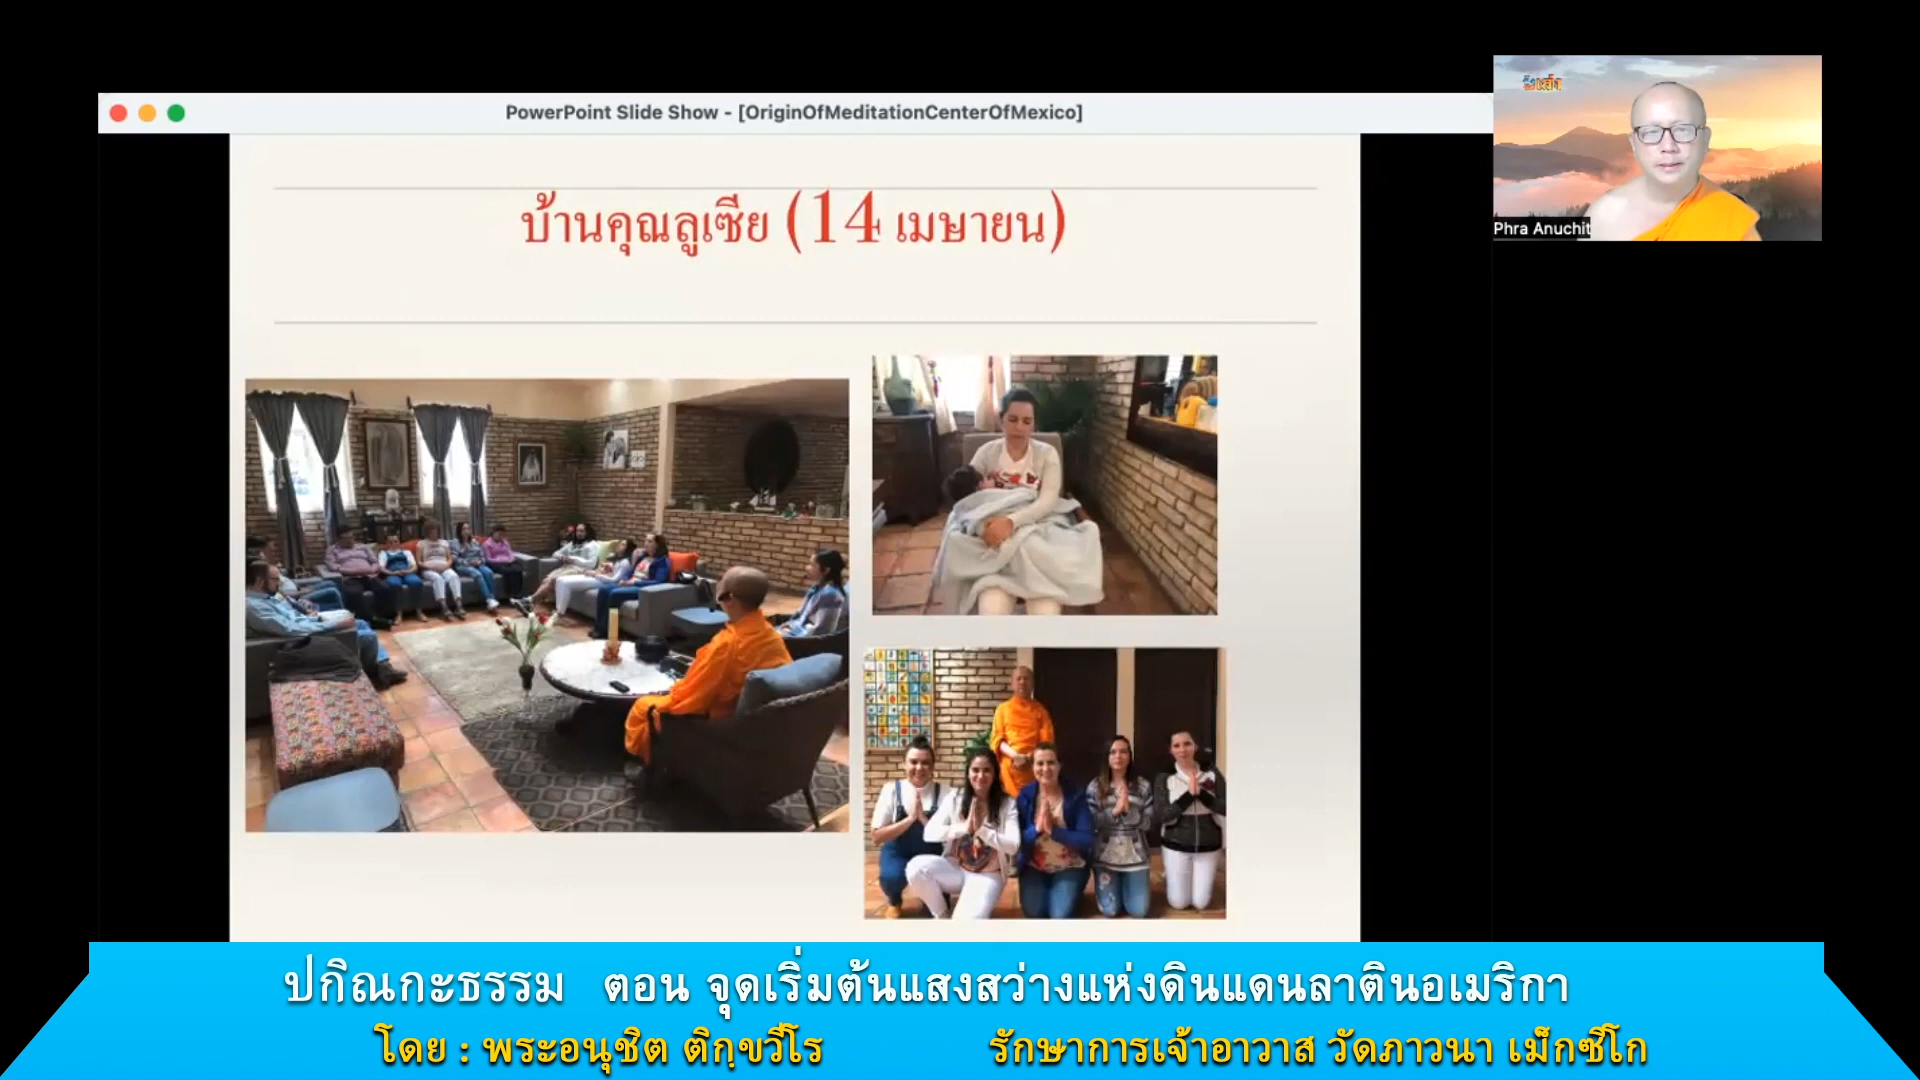 PowerPoint Slide Show - [OriginOfMeditationCenterOfMexico]
Phra Anuchit
บ้านคุณลูเซีย (14 เมษายน)
ปกิณกะธรรม ตอน จุดเริ่มต้นแสงสว่างแห่งดินแดนลาตินอเมริกา
โดย : พระอนุชิต ติกฺขวีโร รักษาการเจ้าอาวาส วัดภาวนา เม็กซิโก